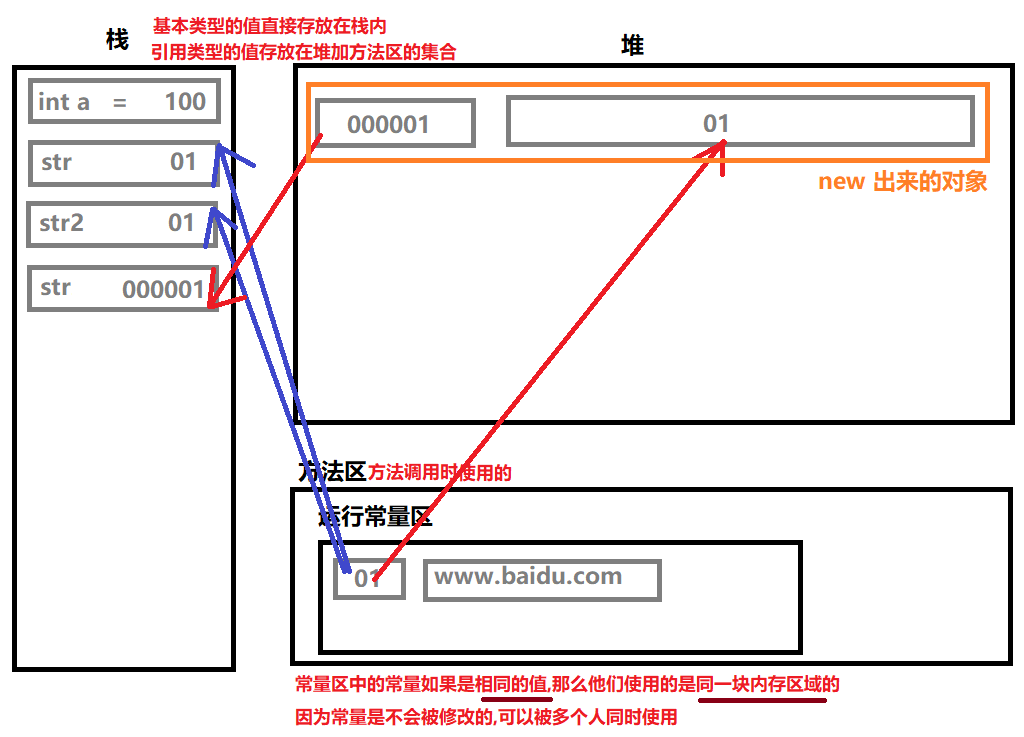 栈
基本类型的值直接存放在栈内
引用类型的值存放在堆加方法区的集合
堆
int a = 100
str 01
str2 01
str 000001
000001
01
new 出来的对象
方法区方法调用时使用的
运行常量区
01
www.baidu.com
常量区中的常量如果是相同的值,那么他们使用的是同一块内存区域的
因为常量是不会被修改的,可以被多个人同时使用